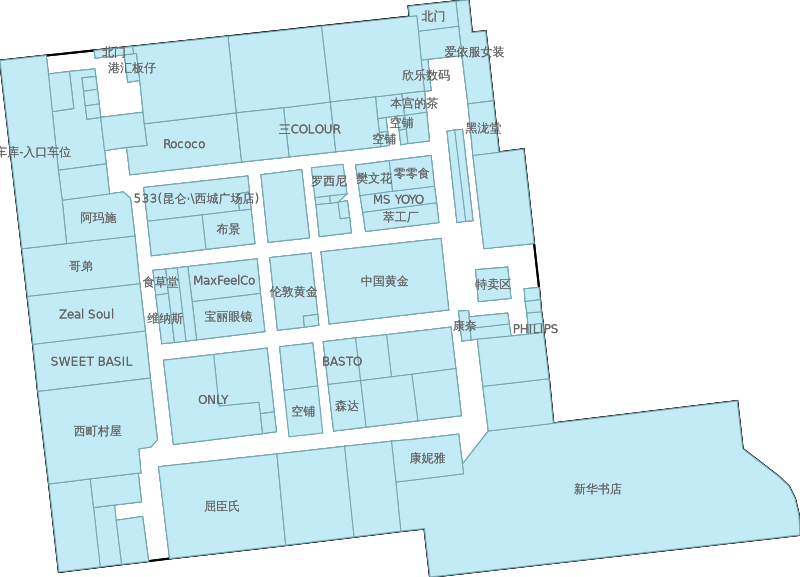 北门
北门
爱依服女装
港汇板仔
欣乐数码
本宫的茶
空铺
黑泷堂
三COLOUR
空铺
Rococo
车库-入口车位
零零食
樊文花
罗西尼
533(昆仑·\西城广场店)
MS YOYO
阿玛施
萃工厂
布景
哥弟
食草堂
MaxFeelCo
中国黄金
特卖区
伦敦黄金
Zeal Soul
维纳斯
宝丽眼镜
康奈
PHILIPS
SWEET BASIL
BASTO
ONLY
森达
空铺
西町村屋
康妮雅
新华书店
屈臣氏